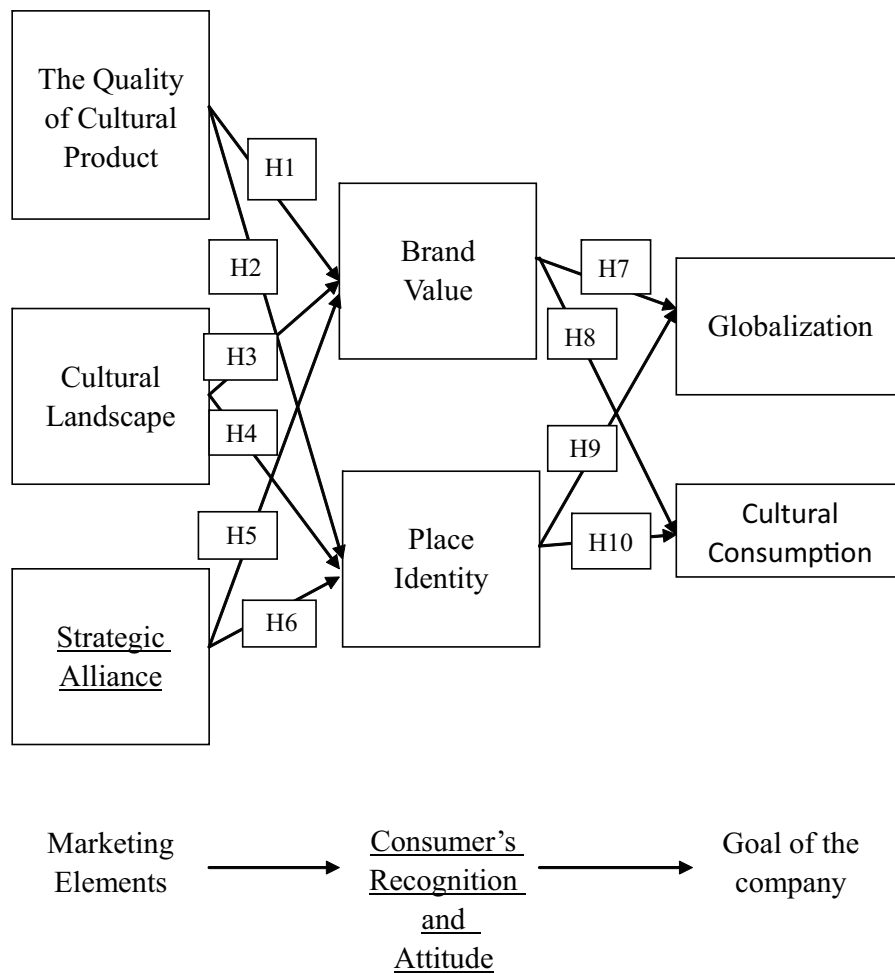 The Quality
of Cultural
Product
H1
H2
Brand
Value
H7
Globalization
H8
Cultural
Landscape
H3
H4
H9
H5
Place
Identity
H10
Cultural
Consumption
Strategic
Alliance
H6
Marketing
Elements
Consumer’s
Recognition
and
Attitude
Goal of the
company